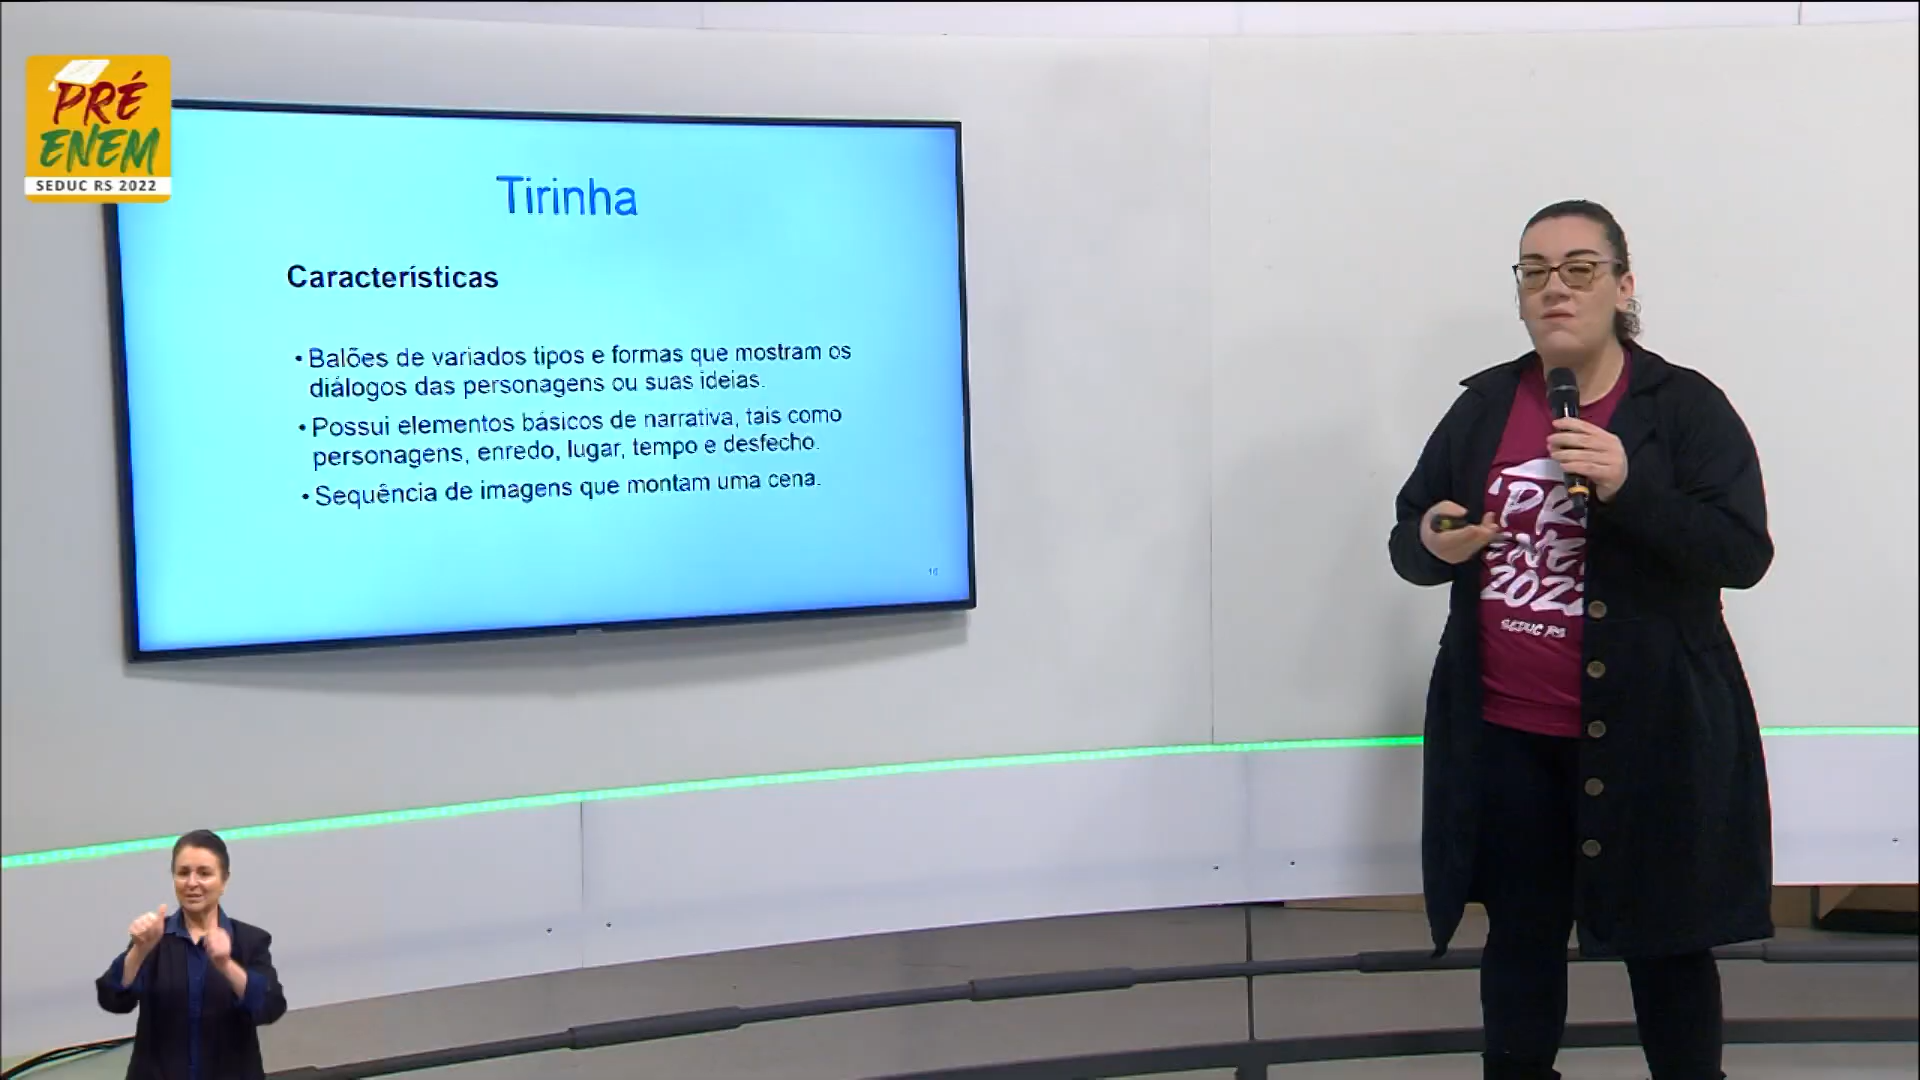 PRÉ
ENEM
SEDUC RS 2022
Tirinha
Características
• Balões de variados tipos e formas que mostram os
diálogos das personagens ou suas ideias.
• Possui elementos básicos de narrativa, tais como
personagens, enredo, lugar, tempo e desfecho.
• Sequência de imagens que montam uma cena.
PR
ENE
2022
SEDUC RS